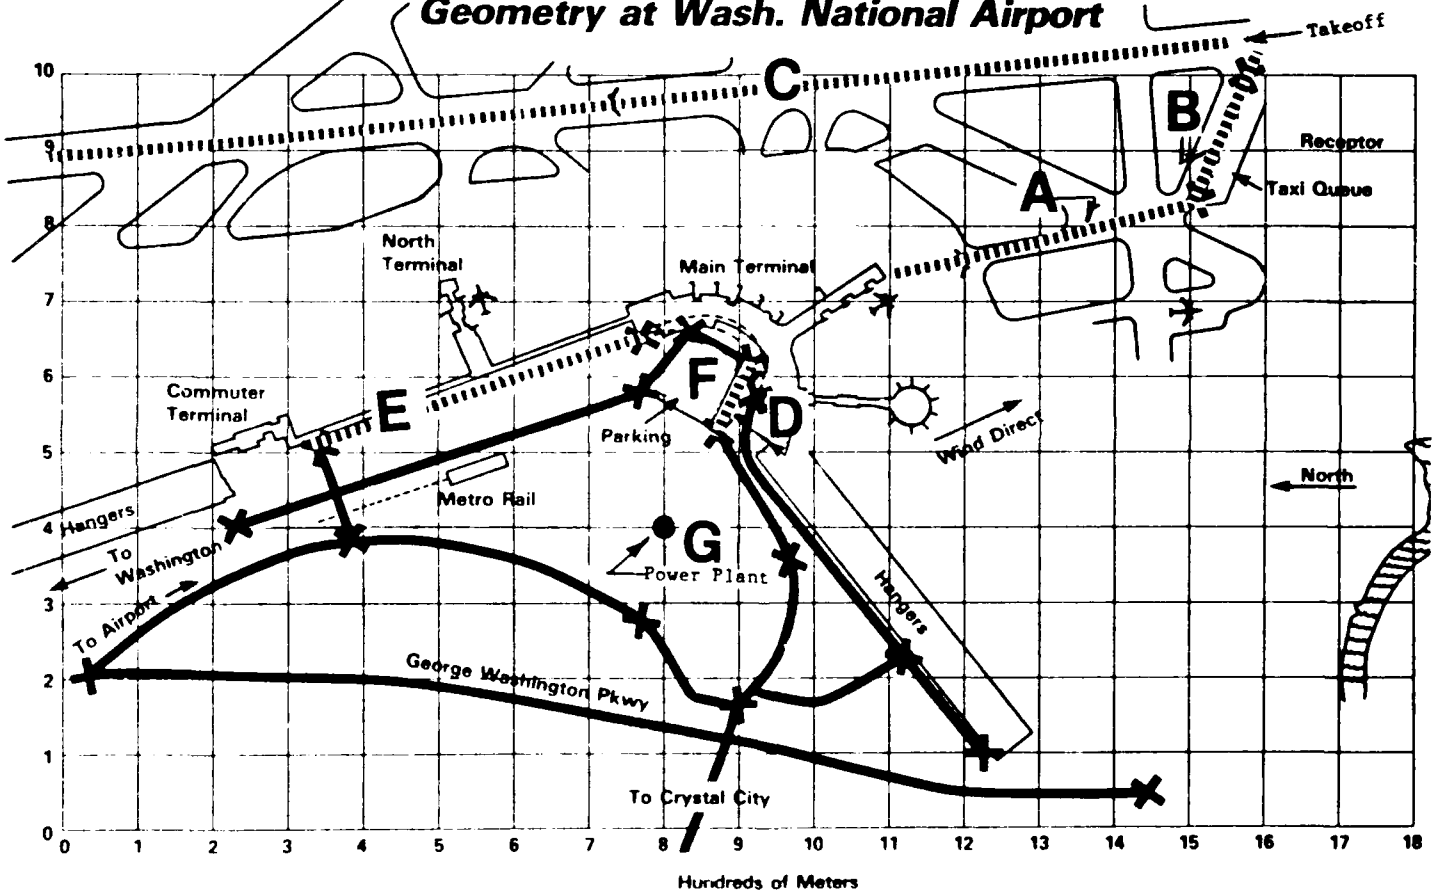 Geometry at Wash. National Airport
Takeoff
C
10
B
9
Receptor
A
Taxi Queue
8
North
Terminal
Main Terminal
7
6
F
Commuter
Terminal
E
D
Parking
Wind Direct
5
North
Metro Rail
4
Hangers
To
Washington
G
Power Plant
Hangers
3
To Airport
2
George Washington Pkwy
1
To Crystal City
0
0 1 2 3 4 5 6 7 8 9 10 11 12 13 14 15 16 17 18
Hundreds of Meters